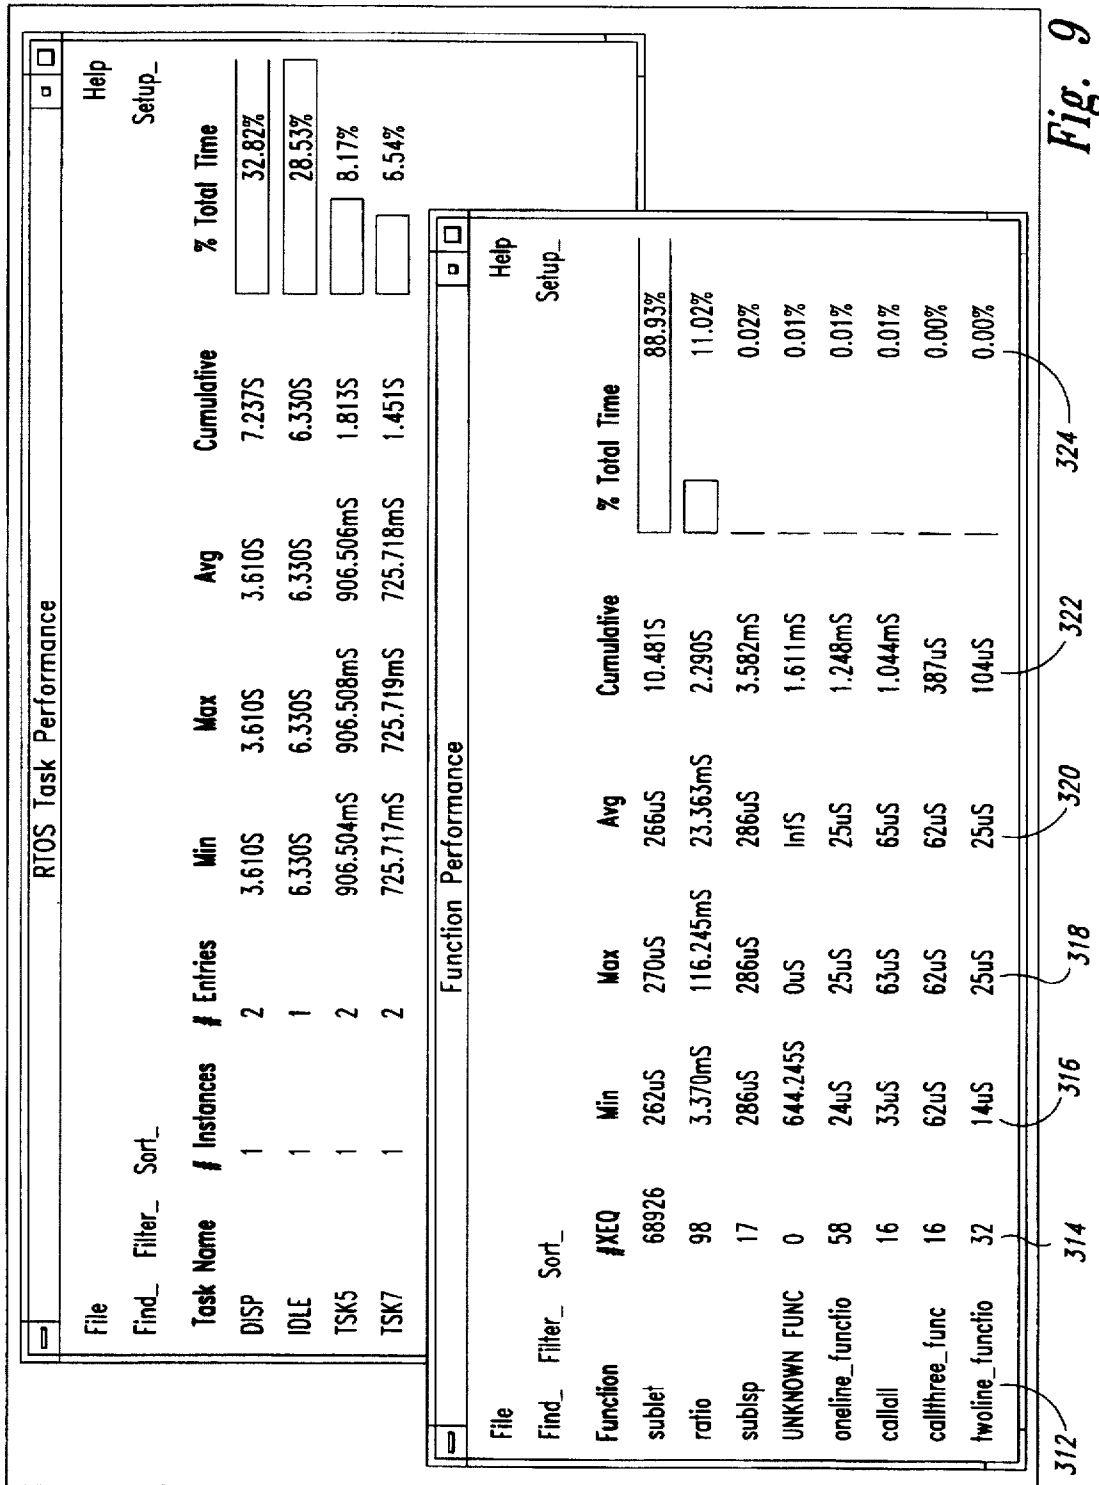 RTOS Task Performance
File Help
Find_ Filter_ Sort_ Setup_
Task Name # Instances # Entries Min Max Avg Cumulative % Total Time
DISP 1 2 3.610S 3.610S 3.610S 7.237S 32.82%
IDLE 1 1 6.330S 6.330S 6.330S 6.330S 28.53%
TSK5 1 2 906.504mS 906.508mS 906.506mS 1.813S 8.17%
TSK7 1 2 725.717mS 725.719mS 725.718mS 1.451S 6.54%
Function Performance
File Help
Find_ Filter_ Sort_ Setup_
Function #XEQ Min Max Avg Cumulative % Total Time
sublet 68926 262uS 270uS 266uS 10.481S 88.93%
ratio 98 3.370mS 116.245mS 23.363mS 2.290S 11.02%
sublsp 17 286uS 286uS 286uS 3.582mS 0.02%
UNKNOWN FUNC 0 644.245S 0uS InfS 1.611mS 0.01%
oneline_functio 58 24uS 25uS 25uS 1.248mS 0.01%
callall 16 33uS 63uS 65uS 1.044mS 0.01%
callthree_func 16 62uS 62uS 62uS 387uS 0.00%
twoline_functio 32 14uS 25uS 25uS 104uS 0.00%
312 314 316 318 320 322 324
Fig. 9